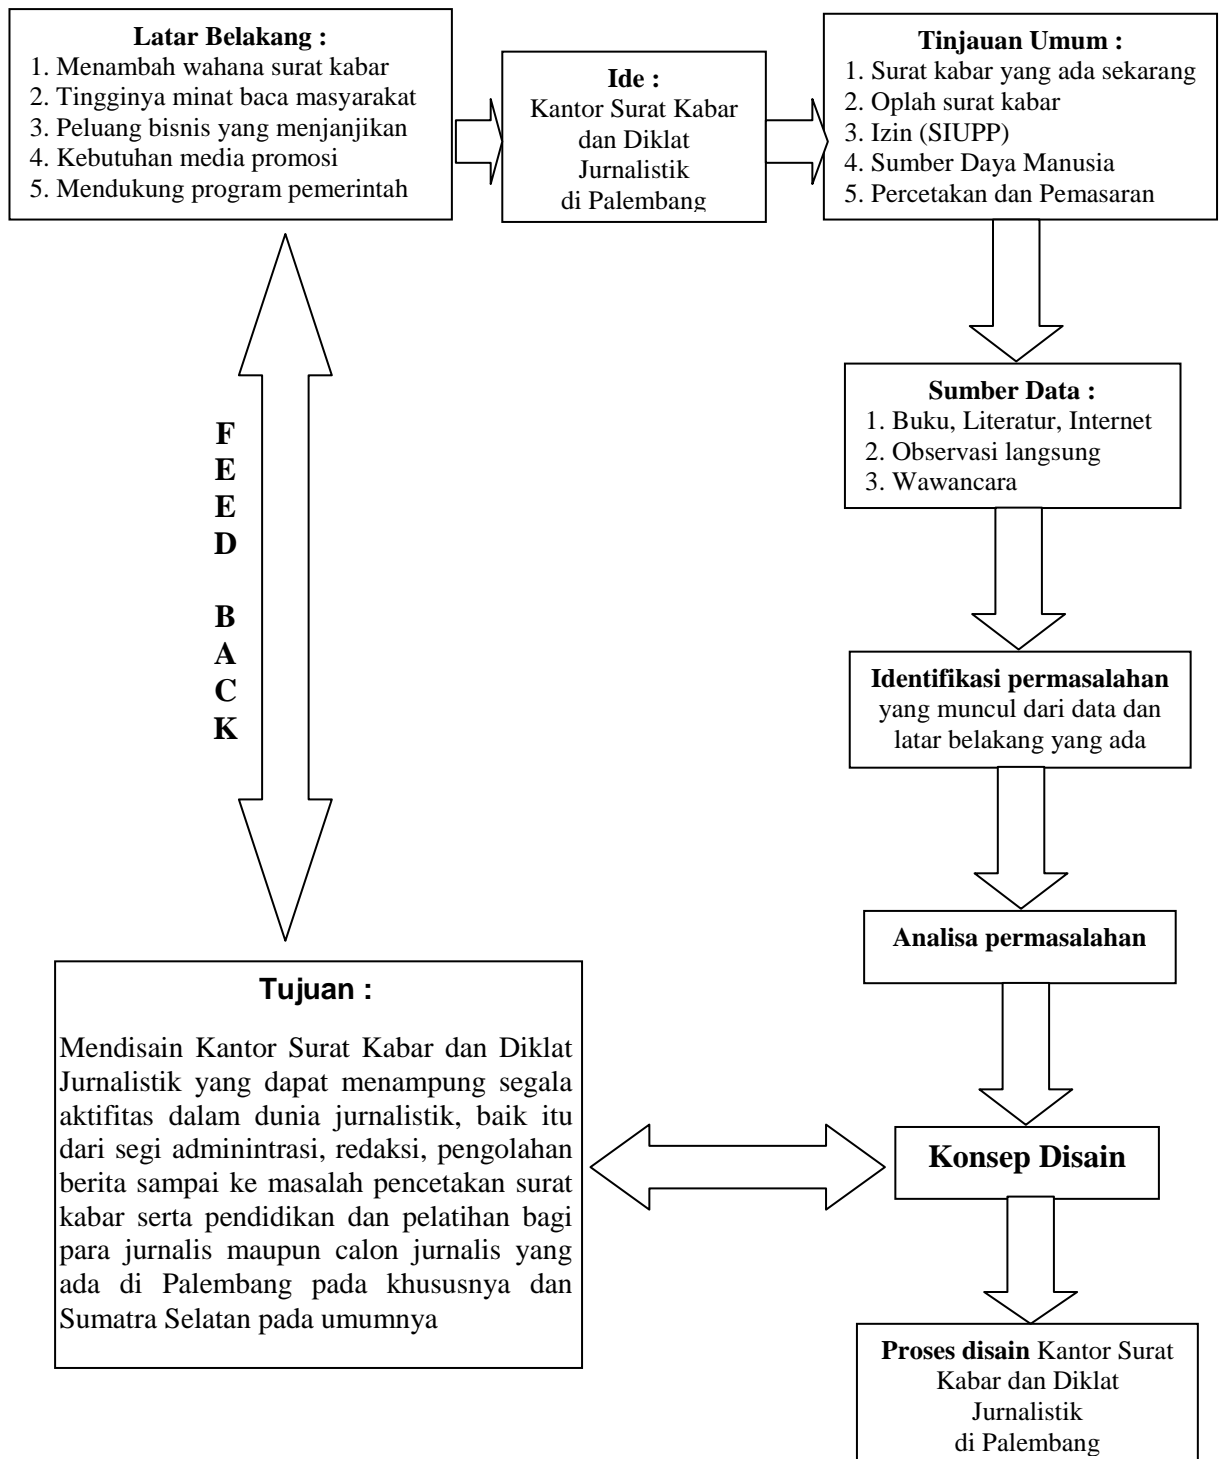 Latar Belakang :
1. Menambah wahana surat kabar
2. Tingginya minat baca masyarakat
3. Peluang bisnis yang menjanjikan
4. Kebutuhan media promosi
5. Mendukung program pemerintah
Ide :
Kantor Surat Kabar
dan Diklat
Jurnalistik
di Palembang
Tinjauan Umum :
1. Surat kabar yang ada sekarang
2. Oplah surat kabar
3. Izin (SIUPP)
4. Sumber Daya Manusia
5. Percetakan dan Pemasaran
Sumber Data :
1. Buku, Literatur, Internet
2. Observasi langsung
3. Wawancara
Identifikasi permasalahan
yang muncul dari data dan
latar belakang yang ada
Analisa permasalahan
Konsep Disain
Proses disain Kantor Surat
Kabar dan Diklat
Jurnalistik
di Palembang
Tujuan :
Mendisain Kantor Surat Kabar dan Diklat
Jurnalistik yang dapat menampung segala
aktifitas dalam dunia jurnalistik, baik itu
dari segi adminintrasi, redaksi, pengolahan
berita sampai ke masalah pencetakan surat
kabar serta pendidikan dan pelatihan bagi
para jurnalis maupun calon jurnalis yang
ada di Palembang pada khususnya dan
Sumatra Selatan pada umumnya
F
E
E
D
B
A
C
K